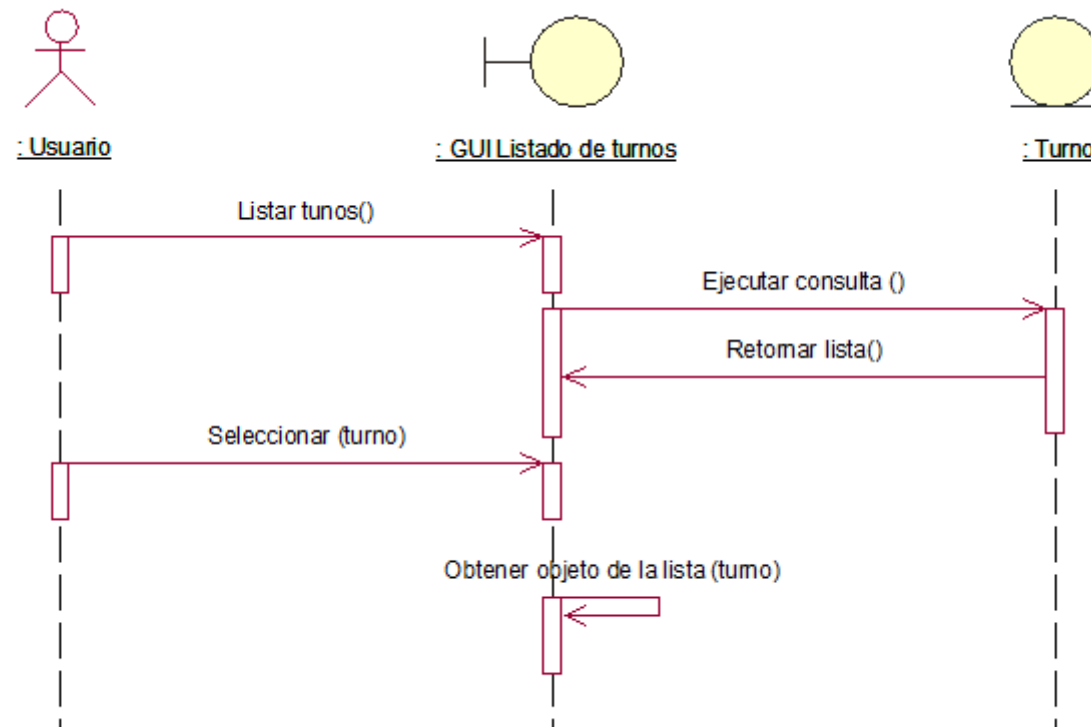 : Usuario
: GUI Listado de turnos
: Turno
Listar tunos()
Ejecutar consulta ()
Retornar lista()
Seleccionar (turno)
Obtener objeto de la lista (turno)